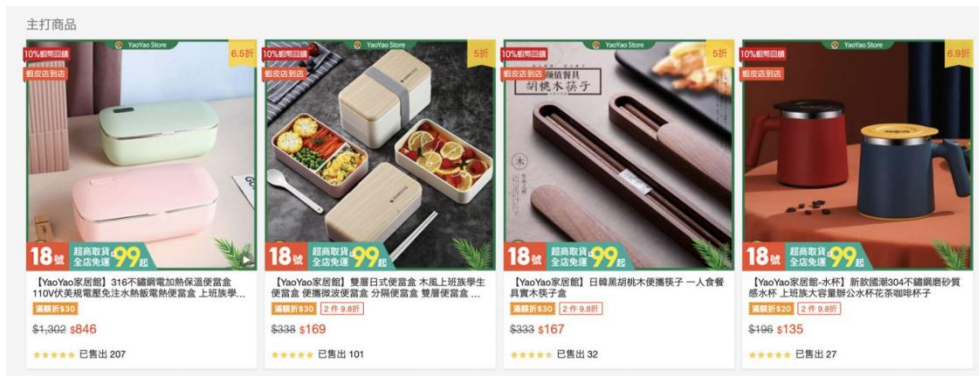 主打商品
YaoYao Store
10%蝦幣回饋
6.5折
蝦皮店到店
18號
超商取貨
全店免運
99起
【YaoYao家居館】316不鏽鋼電加熱保溫便當盒
110V伏美規電壓免注水熱飯電熱便當盒 上班族學...
滿額折$30
$1,302 $846
已售出 207
YaoYao Store
10%蝦幣回饋
5折
蝦皮店到店
18號
超商取貨
全店免運
99起
【YaoYao家居館】雙層日式便當盒 木風上班族學生
便當盒 便攜微波便當盒 分隔便當盒 雙層便當盒 ...
滿額折$30 2 件 9.8折
$338 $169
已售出 101
YaoYao Store
10%蝦幣回饋
5折
蝦皮店到店
顏值餐具
胡桃木筷子
木
18號
超商取貨
全店免運
99起
【YaoYao家居館】日韓黑胡桃木便攜筷子 一人食餐
具實木筷子盒
滿額折$30 2 件 9.8折
$333 $167
已售出 32
YaoYao Store
10%蝦幣回饋
6.9折
蝦皮店到店
18號
超商取貨
全店免運
99起
【YaoYao家居館-水杯】新款國潮304不鏽鋼磨砂質
感水杯 上班族大容量辦公水杯花茶咖啡杯子
滿額折$20 2 件 9.8折
$196 $135
已售出 27